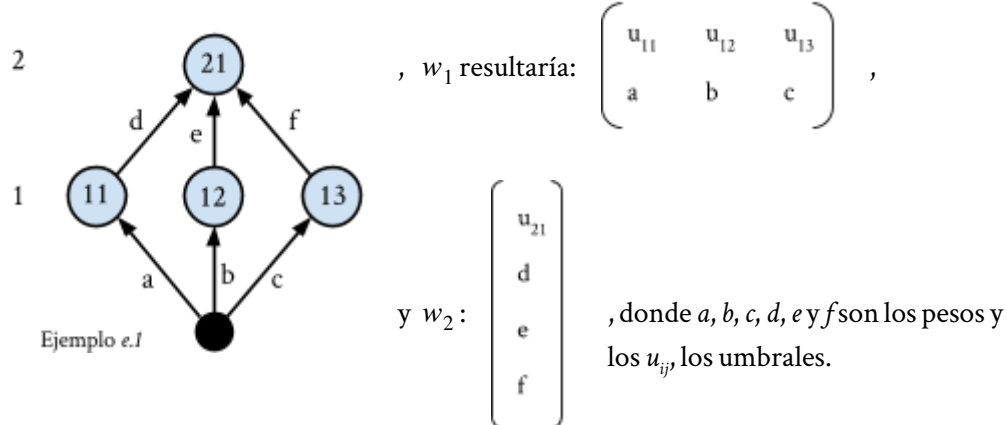 2
21
, w₁ resultaría:
u₁₁ u₁₂ u₁₃
a b c
,
d
e
f
1
11
12
13
a
b
c
Ejemplo e.1
y w₂ :
u₂₁
d
e
f
, donde a, b, c, d, e y f son los pesos y
los uᵢⱼ, los umbrales.